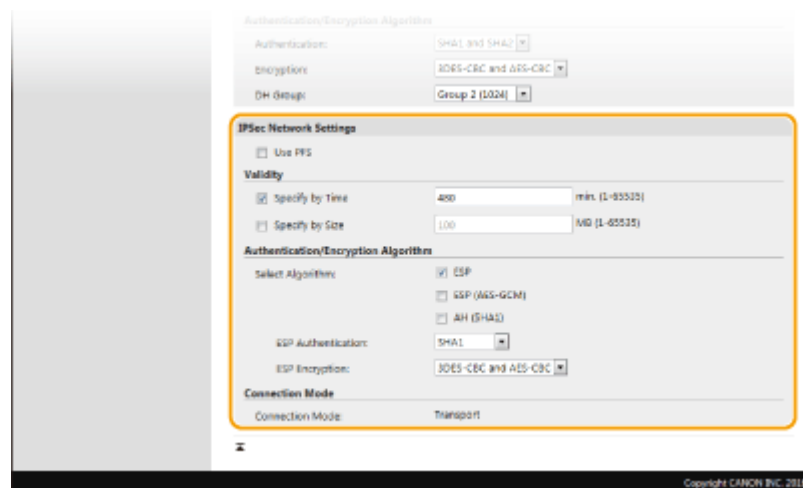 Authentication/Encryption Algorithm
Authentication: SHA1 and SHA2
Encryption: 3DES-CBC and AES-CBC
DH Group: Group 2 (1024)
IPSec Network Settings
Use PFS
Validity
Specify by Time 480 min. (1-65535)
Specify by Size 100 MB (1-65535)
Authentication/Encryption Algorithm
Select Algorithm: ESP
ESP (AES-GCM)
AH (SHA1)
ESP Authentication: SHA1
ESP Encryption: 3DES-CBC and AES-CBC
Connection Mode
Connection Mode: Transport
Copyright CANON INC.